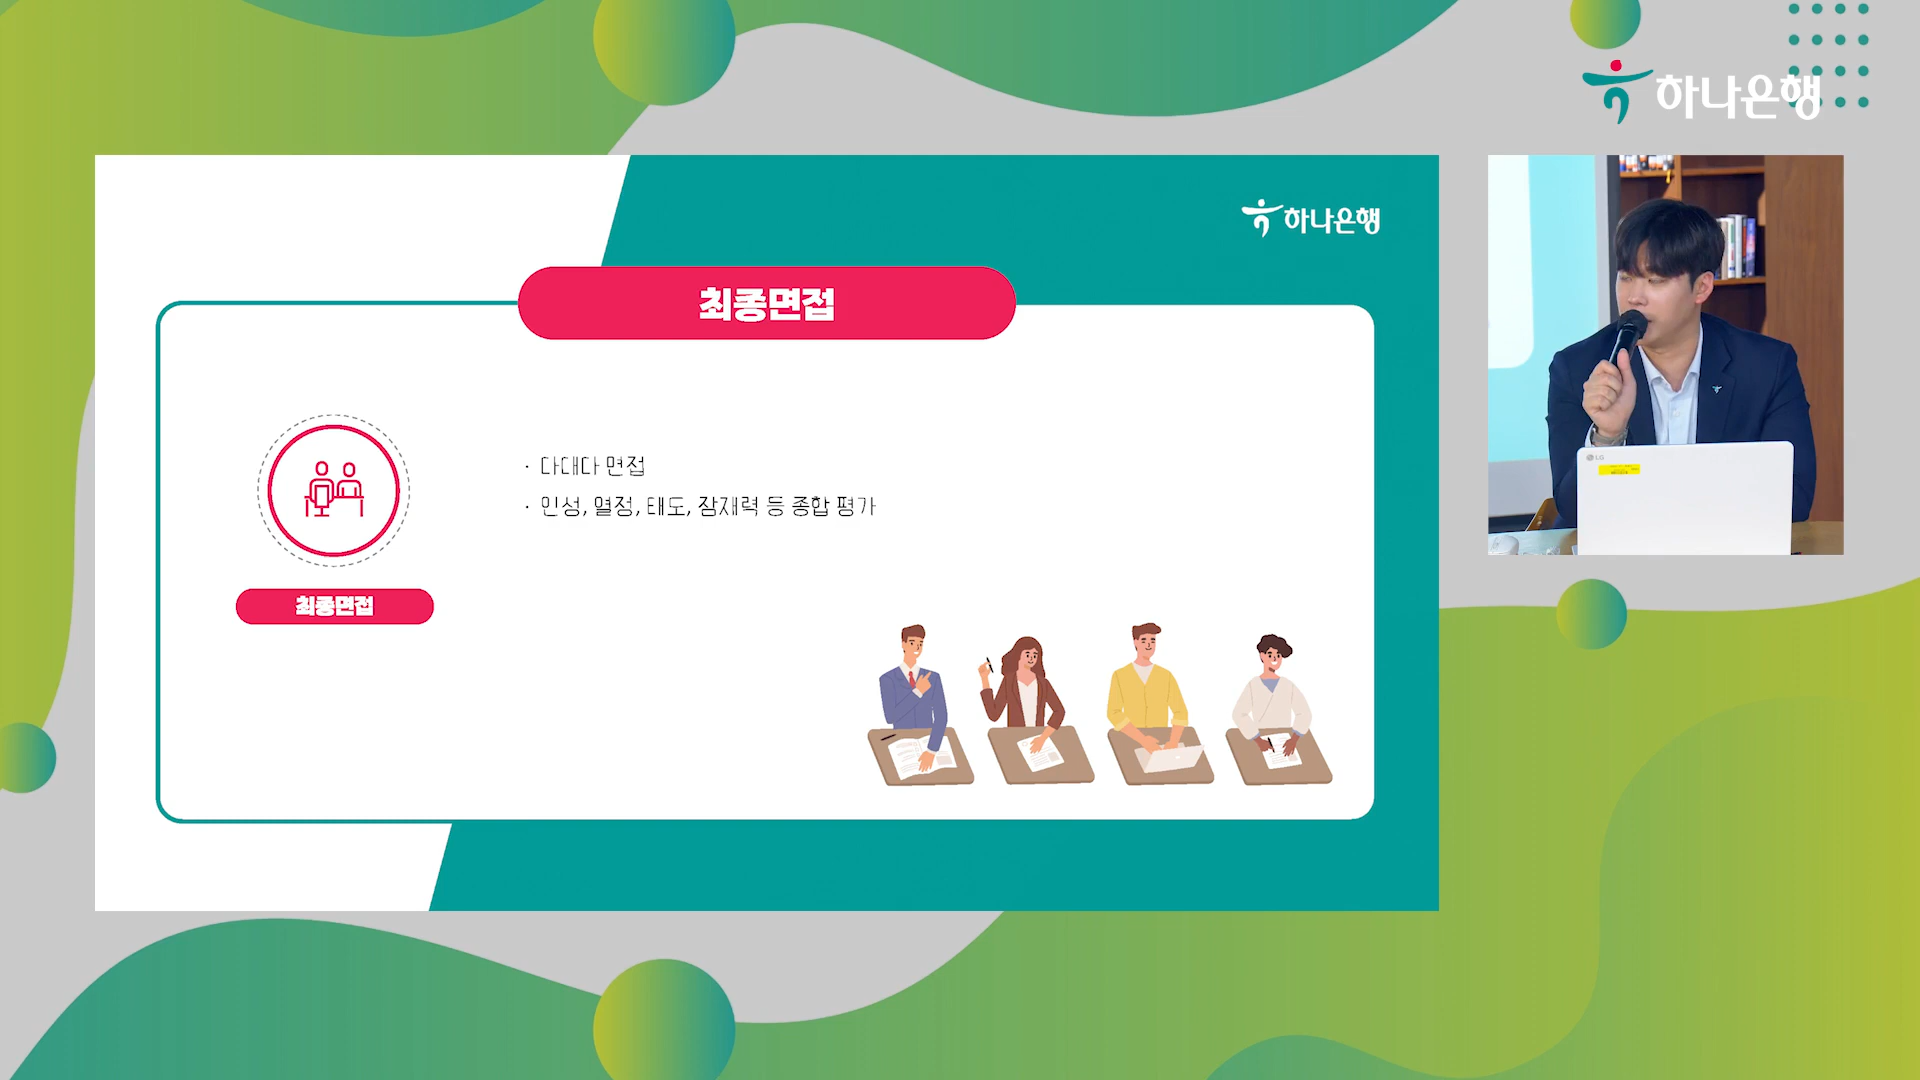 하나은행
하나은행
최종면접
· 다대다 면접
· 인성, 열정, 태도, 잠재력 등 종합 평가
최종면접
LG